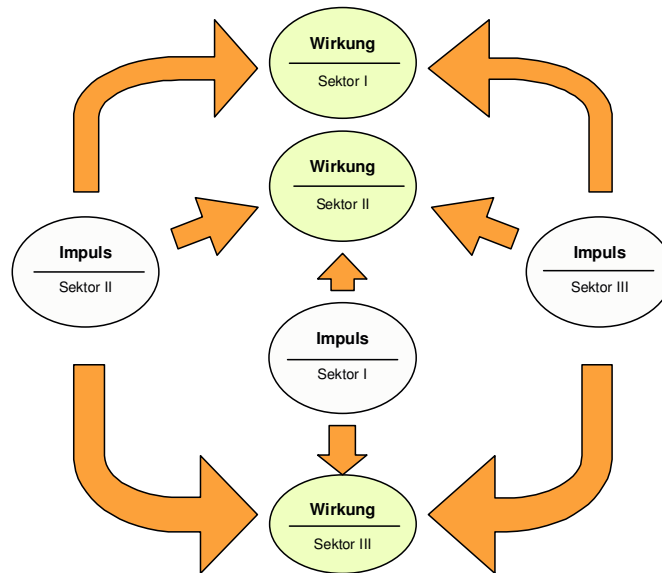 Wirkung
Sektor I
Wirkung
Sektor II
Impuls
Sektor II
Impuls
Sektor III
Impuls
Sektor I
Wirkung
Sektor III